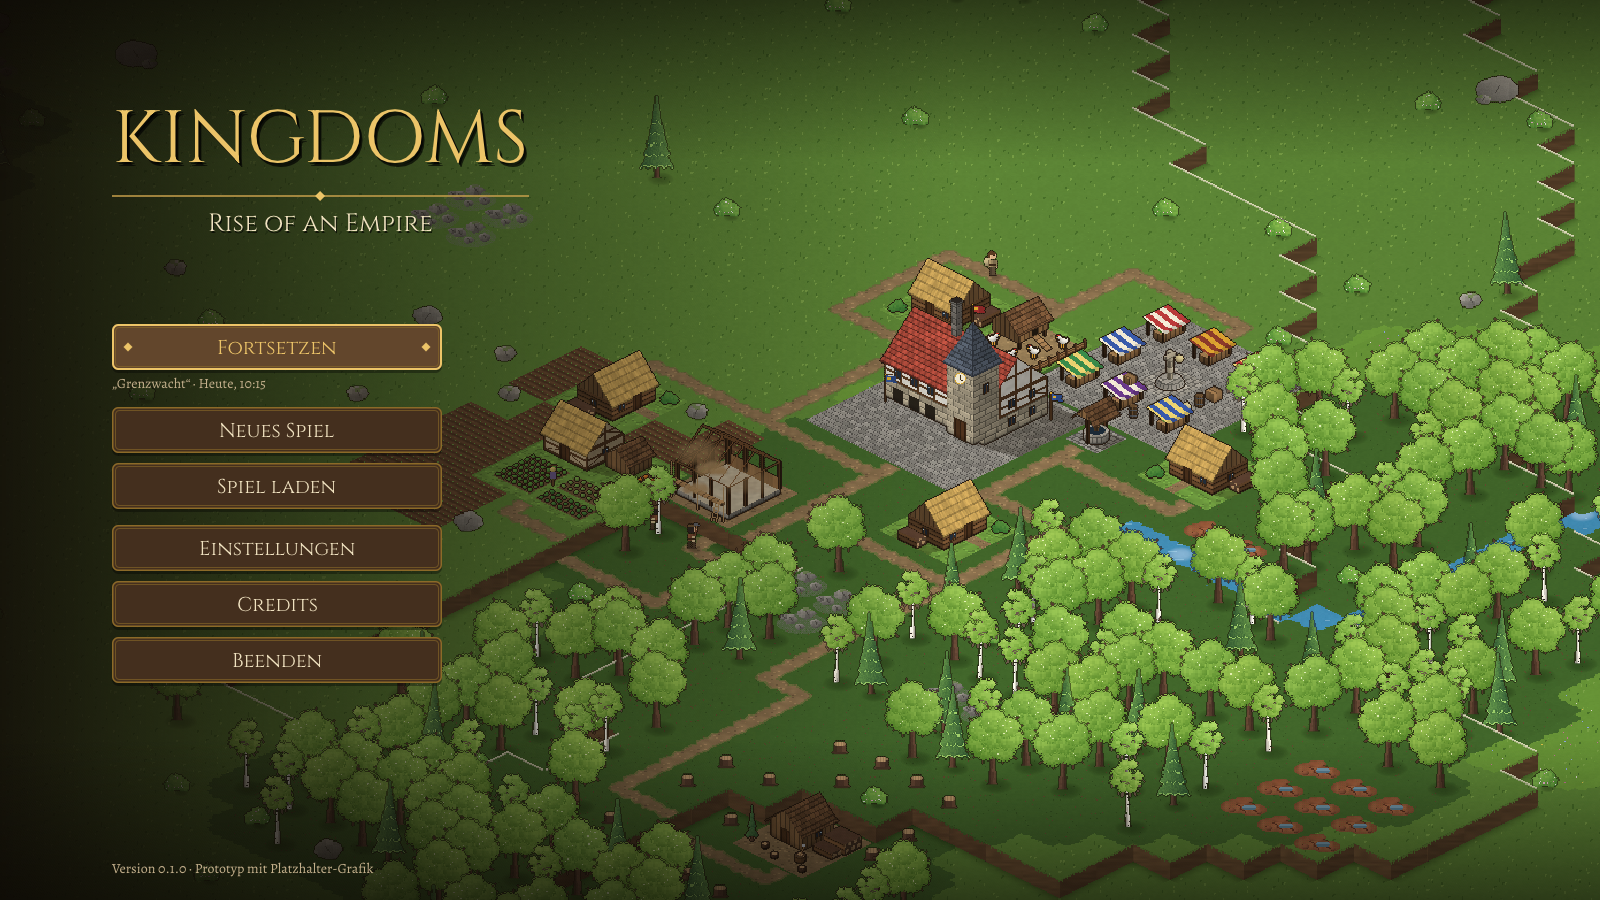 KINGDOMS
Rise of an Empire
Fortsetzen
„Grenzwacht“ · Heute, 10:15
Neues Spiel
Spiel laden
Einstellungen
Credits
Beenden
Version 0.1.0 · Prototyp mit Platzhalter-Grafik